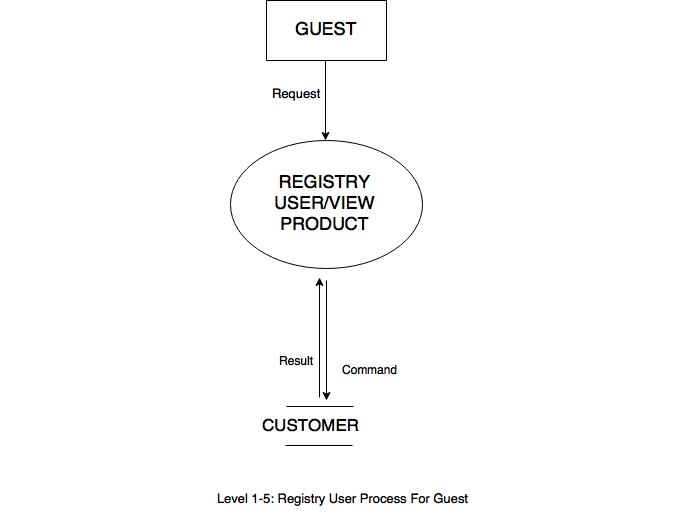 GUEST
Request
REGISTRY
USER/VIEW
PRODUCT
Result
Command
CUSTOMER
Level 1-5: Registry User Process For Guest